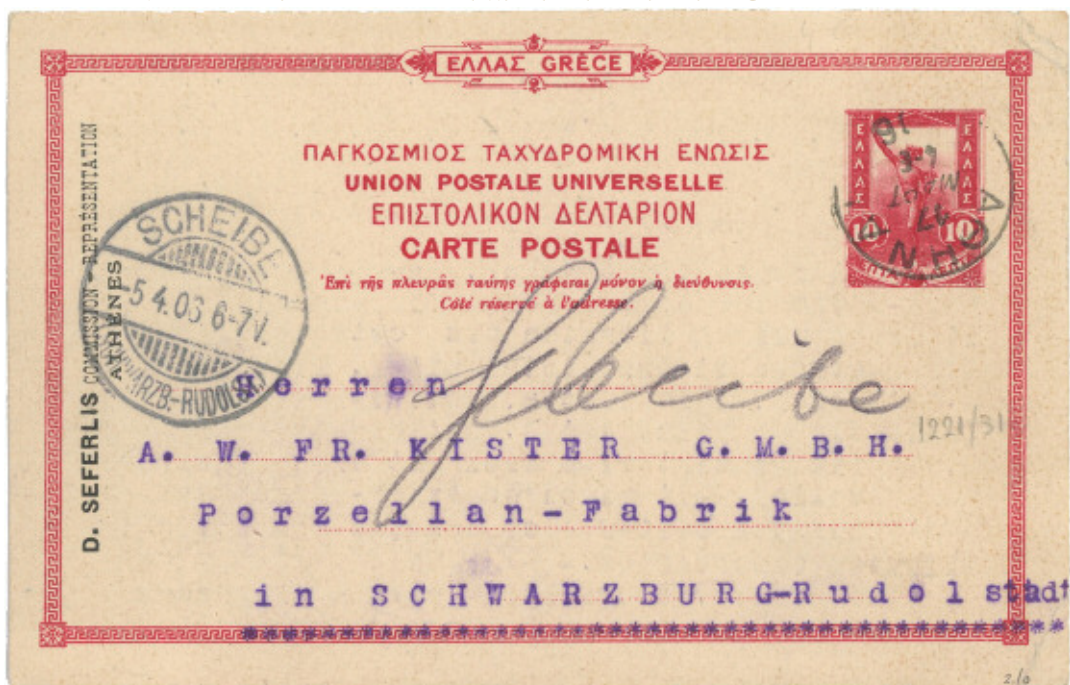 ΕΛΛΑΣ GRÈCE
ΠΑΓΚΟΣΜΙΟΣ ΤΑΧΥΔΡΟΜΙΚΗ ΕΝΩΣΙΣ
UNION POSTALE UNIVERSELLE
ΕΠΙΣΤΟΛΙΚΟΝ ΔΕΛΤΑΡΙΟΝ
CARTE POSTALE
Ἐπὶ τῆς πλευρᾶς ταύτης γράφεται μόνον ἡ διεύθυνσις.
Côté réservé à l'adresse.
ΕΛΛΑΣ
ΕΛΛΑΣ
10 10
D. SEFERLIS COMMISSION - REPRÉSENTATION
ATHÈNES
SCHEIBE
-5.4.06 6-7V.
Scheibe
Herren
A. W. FR. KISTER G.M.B.H.
Porzellan-Fabrik
in SCHWARZBURG-Rudolstadt
*****************************
1221/31